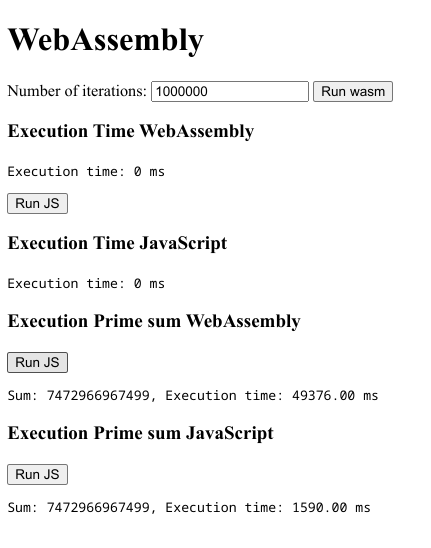 WebAssembly
Number of iterations: 1000000 Run wasm
Execution Time WebAssembly
Execution time: 0 ms
Run JS
Execution Time JavaScript
Execution time: 0 ms
Execution Prime sum WebAssembly
Run JS
Sum: 7472966967499, Execution time: 49376.00 ms
Execution Prime sum JavaScript
Run JS
Sum: 7472966967499, Execution time: 1590.00 ms